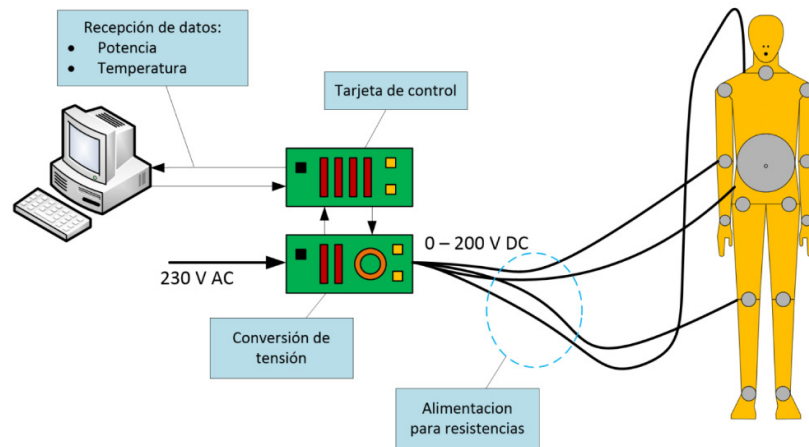 Recepción de datos:
● Potencia
● Temperatura
Tarjeta de control
0 – 200 V DC
230 V AC
Conversión de
tensión
Alimentacion
para resistencias